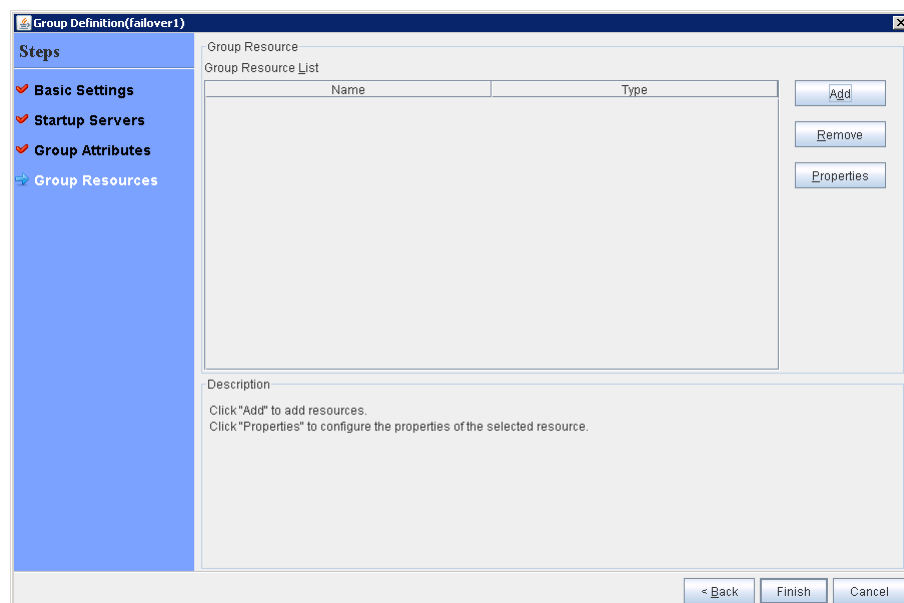 Group Definition(failover1)
Steps
Basic Settings
Startup Servers
Group Attributes
Group Resources
Group Resource
Group Resource List
Name Type
Add
Remove
Properties
Description
Click "Add" to add resources.
Click "Properties" to configure the properties of the selected resource.
< Back Finish Cancel